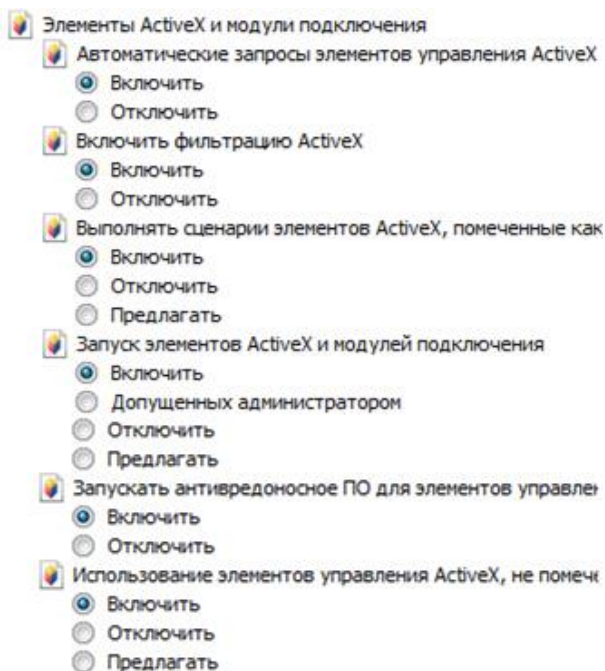 Элементы ActiveX и модули подключения
Автоматические запросы элементов управления ActiveX
Включить
Отключить
Включить фильтрацию ActiveX
Включить
Отключить
Выполнять сценарии элементов ActiveX, помеченные как
Включить
Отключить
Предлагать
Запуск элементов ActiveX и модулей подключения
Включить
Допущенных администратором
Отключить
Предлагать
Запускать антивредоносное ПО для элементов
Включить
Отключить
Использование элементов управления ActiveX, не
Включить
Отключить
Предлагать